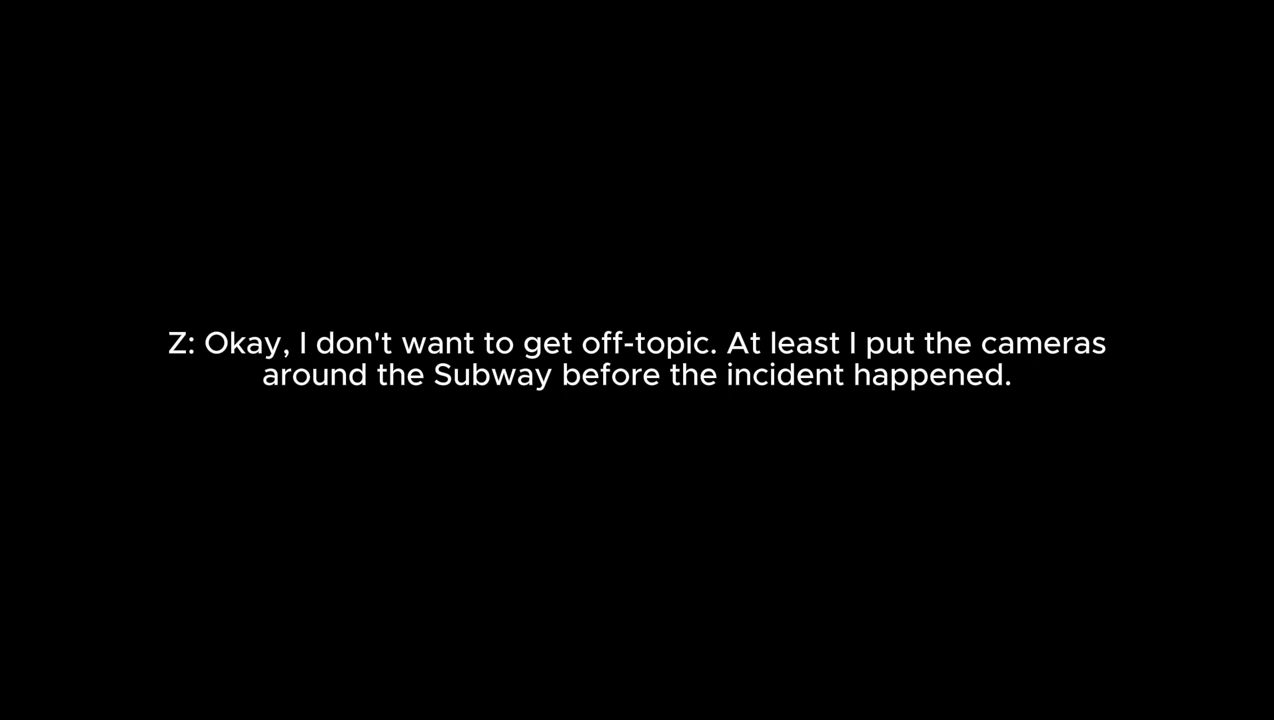 Z: Okay, I don't want to get off-topic. At least I put the cameras
around the Subway before the incident happened.